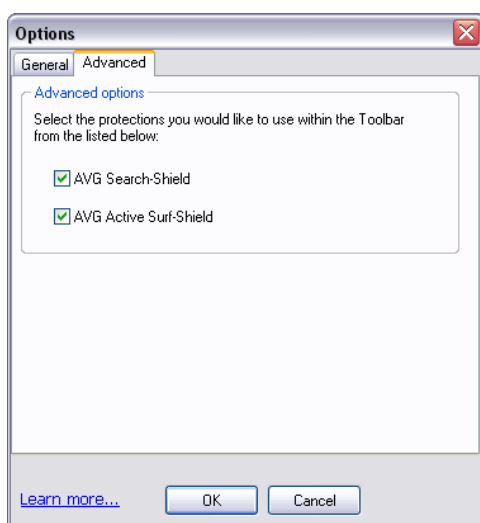 Options
General Advanced
Advanced options
Select the protections you would like to use within the Toolbar
from the listed below:
AVG Search-Shield
AVG Active Surf-Shield
Learn more... OK Cancel